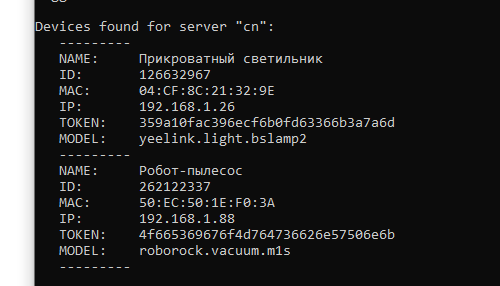 Devices found for server "cn":
---------
NAME: Прикроватный светильник
ID: 126632967
MAC: 04:CF:8C:21:32:9E
IP: 192.168.1.26
TOKEN: 359a10fac396ecf6b0fd63366b3a7a6d
MODEL: yeelink.light.bslamp2
---------
NAME: Робот-пылесос
ID: 262122337
MAC: 50:EC:50:1E:F0:3A
IP: 192.168.1.88
TOKEN: 4f665369676f4d764736626e57506e6b
MODEL: roborock.vacuum.m1s
---------